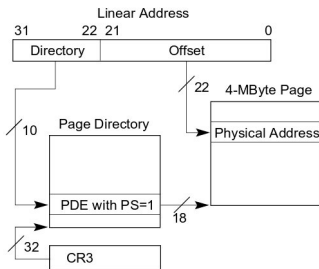 Linear Address
31 22 21 0
Directory Offset
22 4-MByte Page
10 Page Directory
Physical Address
PDE with PS=1
18
32
CR3